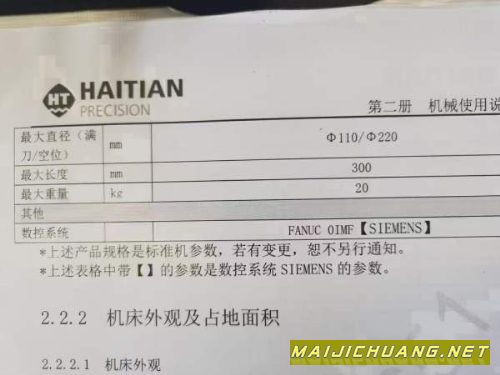 HT HAITIAN
PRECISION
第二册 机械使用说
最大直径（满
刀/空位） mm Φ110/Φ220
最大长度 mm 300
最大重量 kg 20
其他
数控系统 FANUC 0IMF【SIEMENS】
*上述产品规格是标准机参数，若有变更，恕不另行通知。
*上述表格中带【】的参数是数控系统 SIEMENS 的参数。
2.2.2 机床外观及占地面积
2.2.2.1 机床外观
MAIJICHUANG.NET